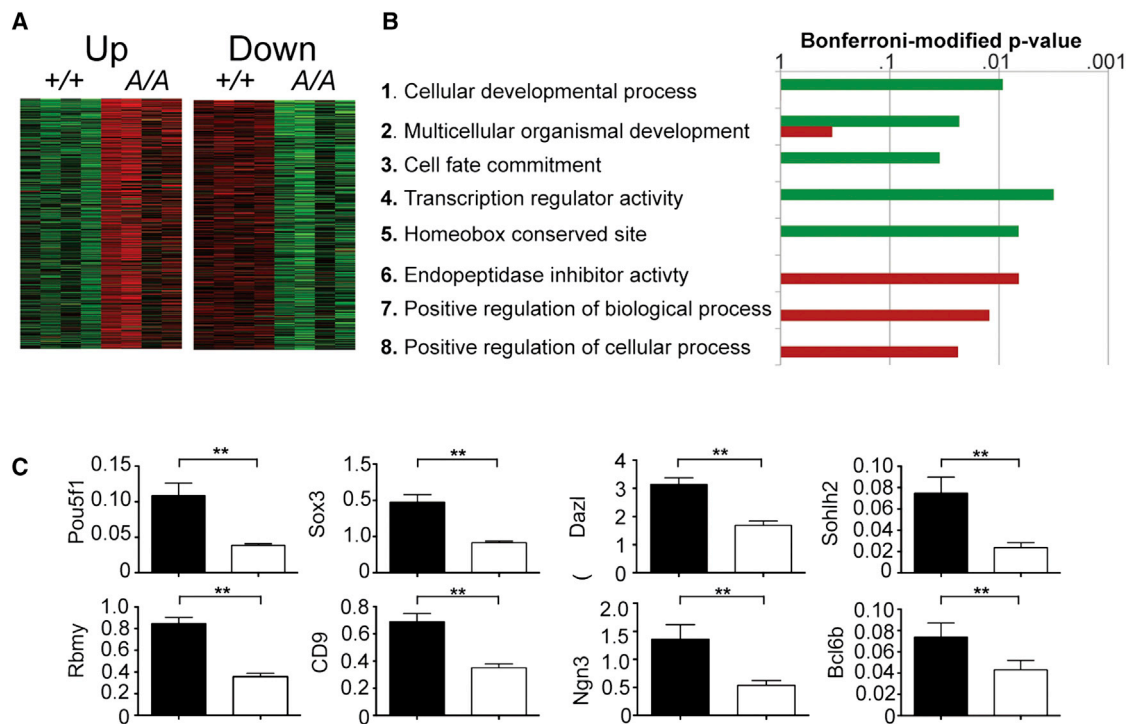 A
Up
Down
+/+ A/A +/+ A/A
B
Bonferroni-modified p-value
1 .1 .01 .001
1. Cellular developmental process
2. Multicellular organismal development
3. Cell fate commitment
4. Transcription regulator activity
5. Homeobox conserved site
6. Endopeptidase inhibitor activty
7. Positive regulation of biological process
8. Positive regulation of cellular process
C
Pou5f1
0.15
0.10
0.05
0
**
Sox3
1.5
0.5
1.0
0
**
Dazl
(
4
3
2
1
0
**
Sohlh2
0.10
0.08
0.06
0.04
0.02
0
**
Rbmy
1.0
0.8
0.6
0.4
0.2
0
**
CD9
0.8
0.6
0.4
0
**
Ngn3
2.0
1.5
1.0
0.5
0
**
Bcl6b
0.10
0.08
0.06
0.04
0.00
**